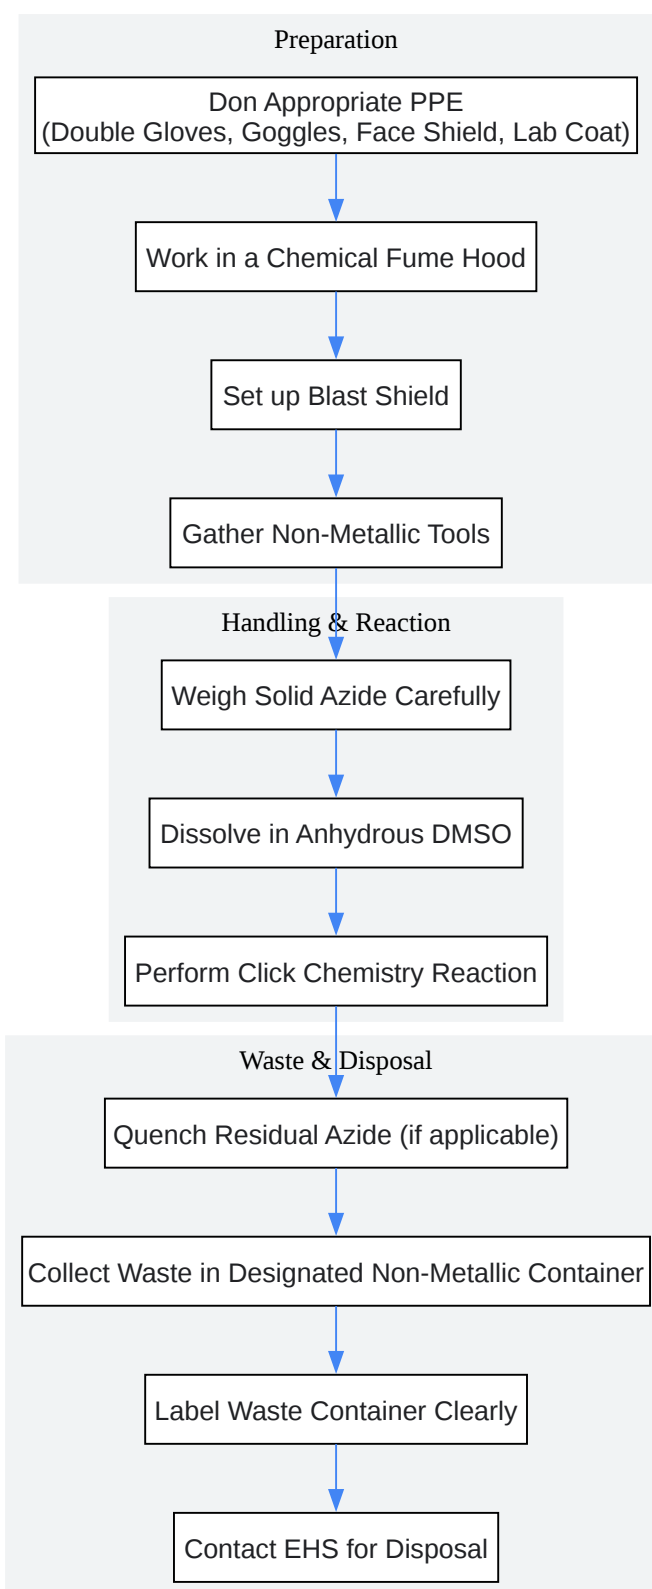 Preparation
Don Appropriate PPE
(Double Gloves, Goggles, Face Shield, Lab Coat)
Work in a Chemical Fume Hood
Set up Blast Shield
Gather Non-Metallic Tools
Handling & Reaction
Weigh Solid Azide Carefully
Dissolve in Anhydrous DMSO
Perform Click Chemistry Reaction
Waste & Disposal
Quench Residual Azide (if applicable)
Collect Waste in Designated Non-Metallic Container
Label Waste Container Clearly
Contact EHS for Disposal